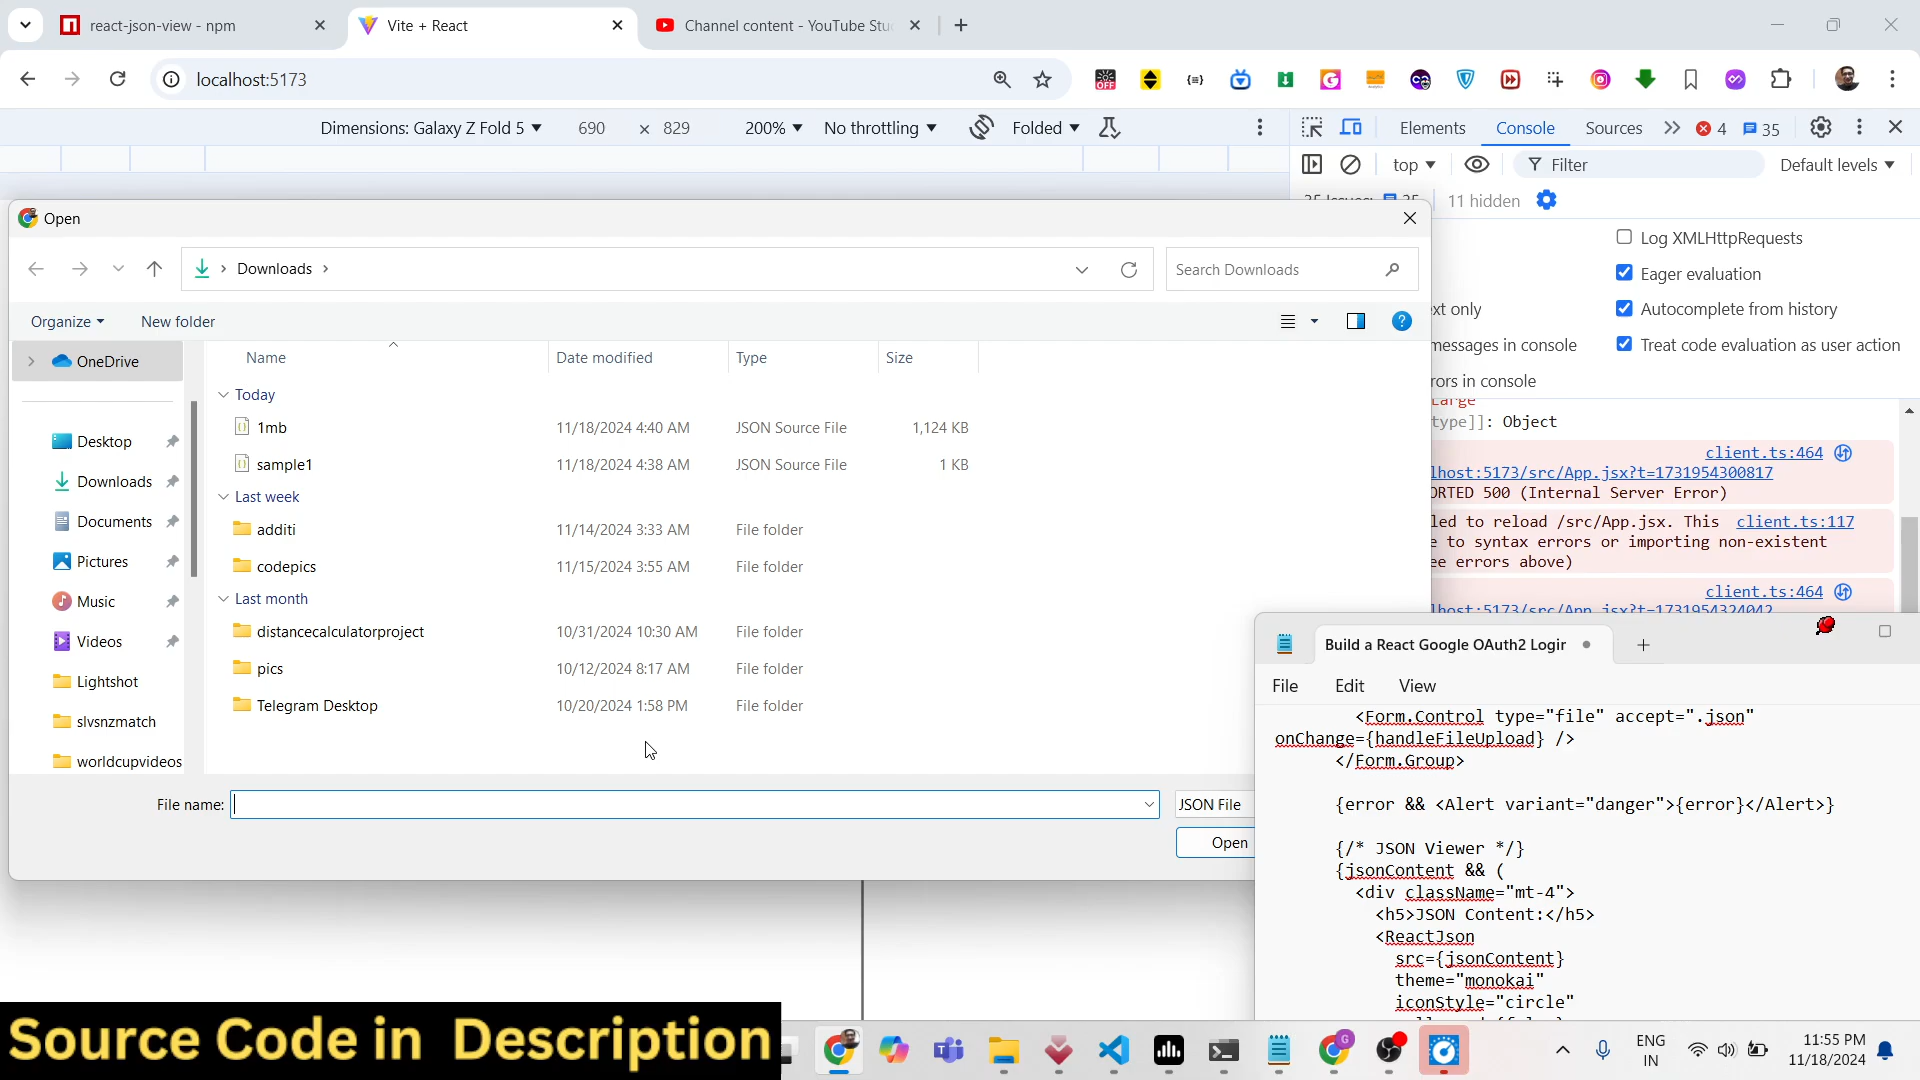 react-json-view - npm
Vite + React
Channel content - YouTube Stu
localhost:5173
Dimensions: Galaxy Z Fold 5 690 × 829 200% No throttling Folded
Elements Console Sources 4 35
top Filter Default levels
11 hidden
Log XMLHttpRequests
Eager evaluation
xt only Autocomplete from history
messages in console Treat code evaluation as user action
rors in console
Large
type]]: Object
client.ts:464
lhost:5173/src/App.jsx?t=1731954300817
ORTED 500 (Internal Server Error)
led to reload /src/App.jsx. This client.ts:117
e to syntax errors or importing non-existent
ee errors above)
client.ts:464
lhost:5173/src/App.jsx?t=1731954324042
Open
Downloads
Search Downloads
Organize New folder
OneDrive
Desktop
Downloads
Documents
Pictures
Music
Videos
Lightshot
slvsnzmatch
worldcupvideos
Name Date modified Type Size
Today
1mb 11/18/2024 4:40 AM JSON Source File 1,124 KB
sample1 11/18/2024 4:38 AM JSON Source File 1 KB
Last week
additi 11/14/2024 3:33 AM File folder
codepics 11/15/2024 3:55 AM File folder
Last month
distancecalculatorproject 10/31/2024 10:30 AM File folder
pics 10/12/2024 8:17 AM File folder
Telegram Desktop 10/20/2024 1:58 PM File folder
File name: JSON File
Open
Build a React Google OAuth2 Login
File Edit View
<Form.Control type="file" accept=".json"
onChange={handleFileUpload} />
</Form.Group>
{error && <Alert variant="danger">{error}</Alert>}
{/* JSON Viewer */}
{jsonContent && (
<div className="mt-4">
<h5>JSON Content:</h5>
<ReactJson
src={jsonContent}
theme="monokai"
iconStyle="circle"
Source Code in Description
ENG
IN
11:55 PM
11/18/2024